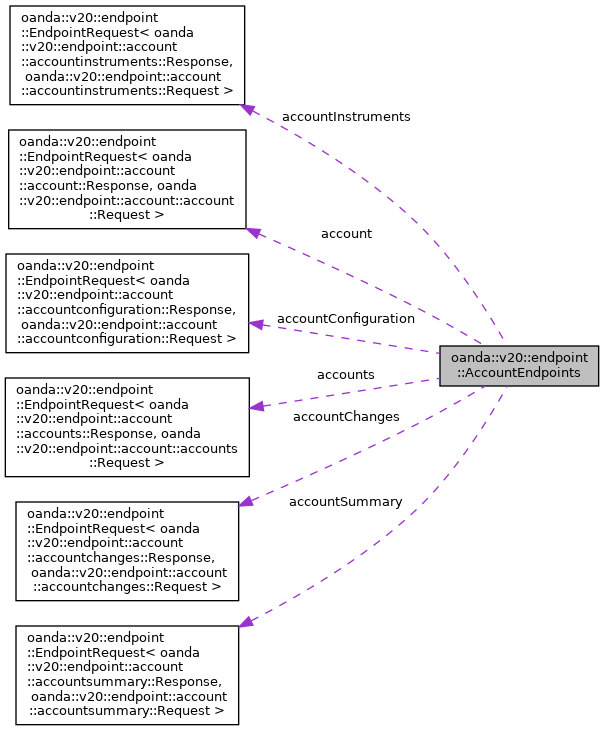 oanda::v20::endpoint
::EndpointRequest< oanda
::v20::endpoint::account
::accountinstruments::Response,
oanda::v20::endpoint::account
::accountinstruments::Request >
accountInstruments
oanda::v20::endpoint
::EndpointRequest< oanda
::v20::endpoint::account
::account::Response, oanda
::v20::endpoint::account::account
::Request >
account
oanda::v20::endpoint
::EndpointRequest< oanda
::v20::endpoint::account
::accountconfiguration::Response,
oanda::v20::endpoint::account
::accountconfiguration::Request >
accountConfiguration
oanda::v20::endpoint
::AccountEndpoints
accounts
oanda::v20::endpoint
::EndpointRequest< oanda
::v20::endpoint::account
::accounts::Response, oanda
::v20::endpoint::account::accounts
::Request >
accountChanges
oanda::v20::endpoint
::EndpointRequest< oanda
::v20::endpoint::account
::accountchanges::Response,
oanda::v20::endpoint::account
::accountchanges::Request >
accountSummary
oanda::v20::endpoint
::EndpointRequest< oanda
::v20::endpoint::account
::accountsummary::Response,
oanda::v20::endpoint::account
::accountsummary::Request >